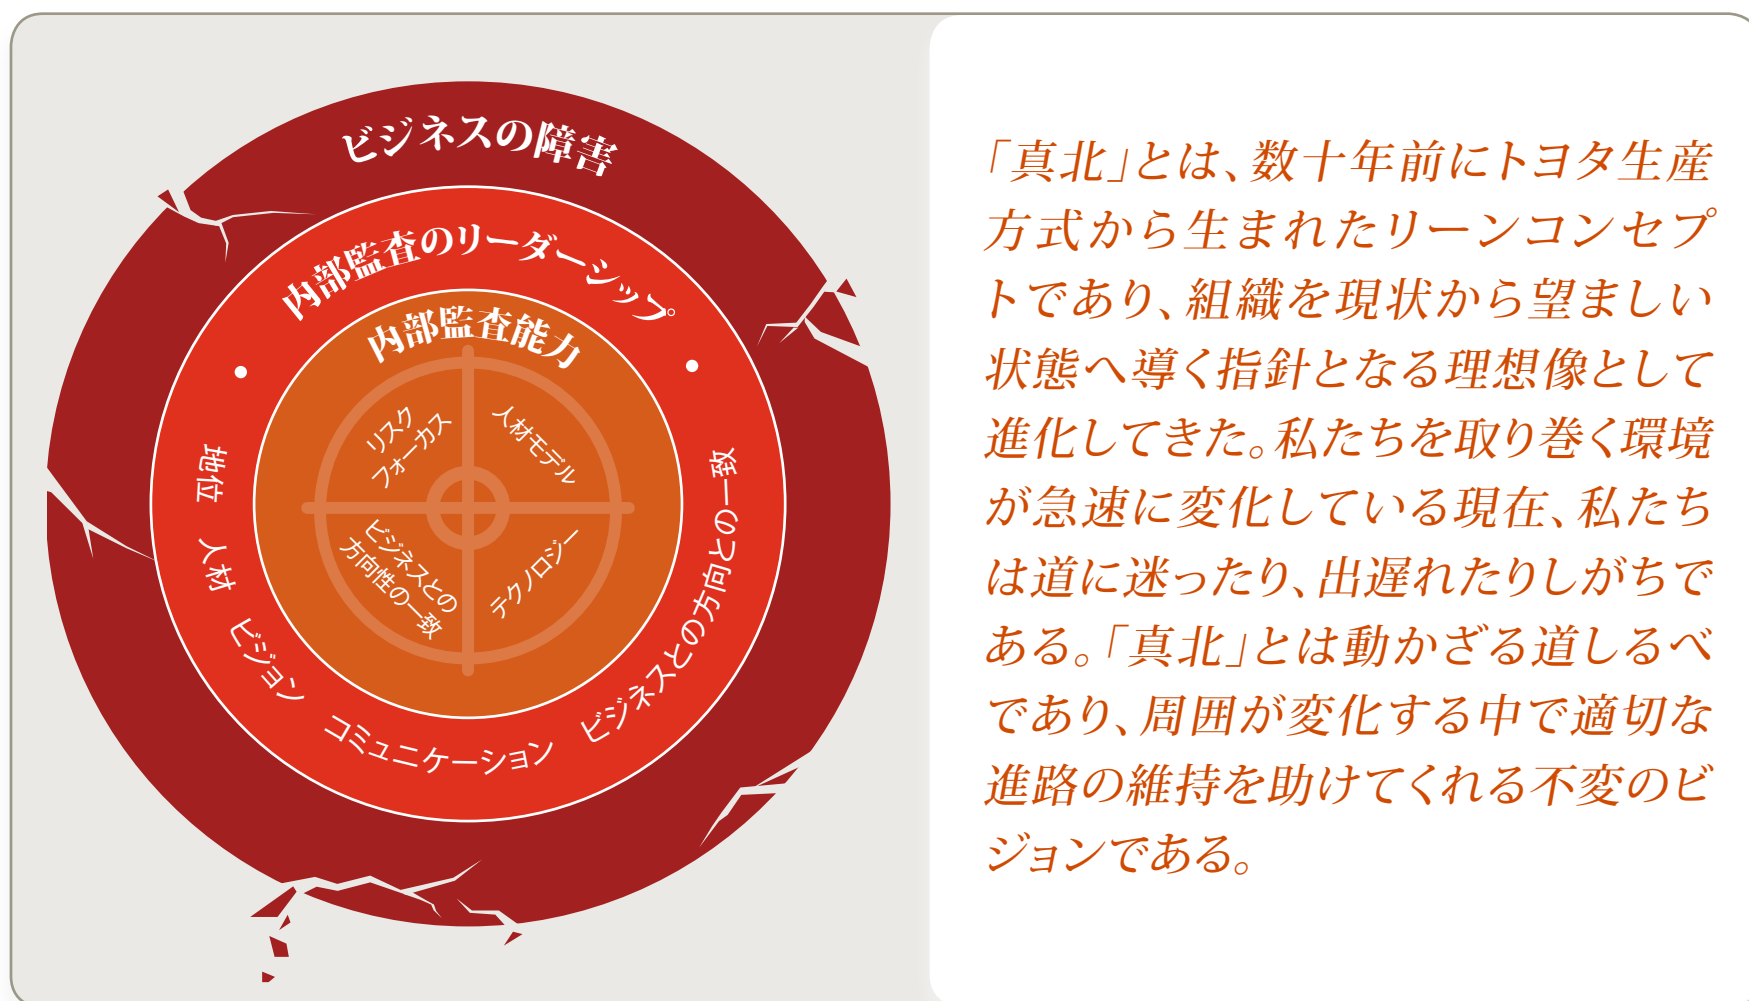 ビジネスの障害
内部監査のリーダーシップ
内部監査能力
リスク
フォーカス
人材モデル
ビジネスとの
方向性の一致
テクノロジー
地位
人材
ビジョン
コミュニケーション
ビジネスとの方向との一致
「真北」とは、数十年前にトヨタ生産
方式から生まれたリーンコンセプ
トであり、組織を現状から望ましい
状態へ導く指針となる理想像として
進化してきた。私たちを取り巻く環境
が急速に変化している現在、私たち
は道に迷ったり、出遅れたりしがちで
ある。「真北」とは動かざる道しるべ
であり、周囲が変化する中で適切な
進路の維持を助けてくれる不変のビ
ジョンである。